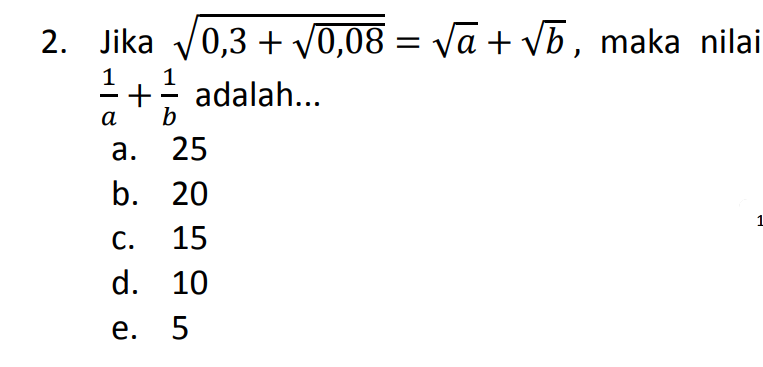 2. Jika √(0,3 + √0,08) = √a + √b , maka nilai
1/a + 1/b adalah...
a. 25
b. 20
c. 15
1
d. 10
e. 5